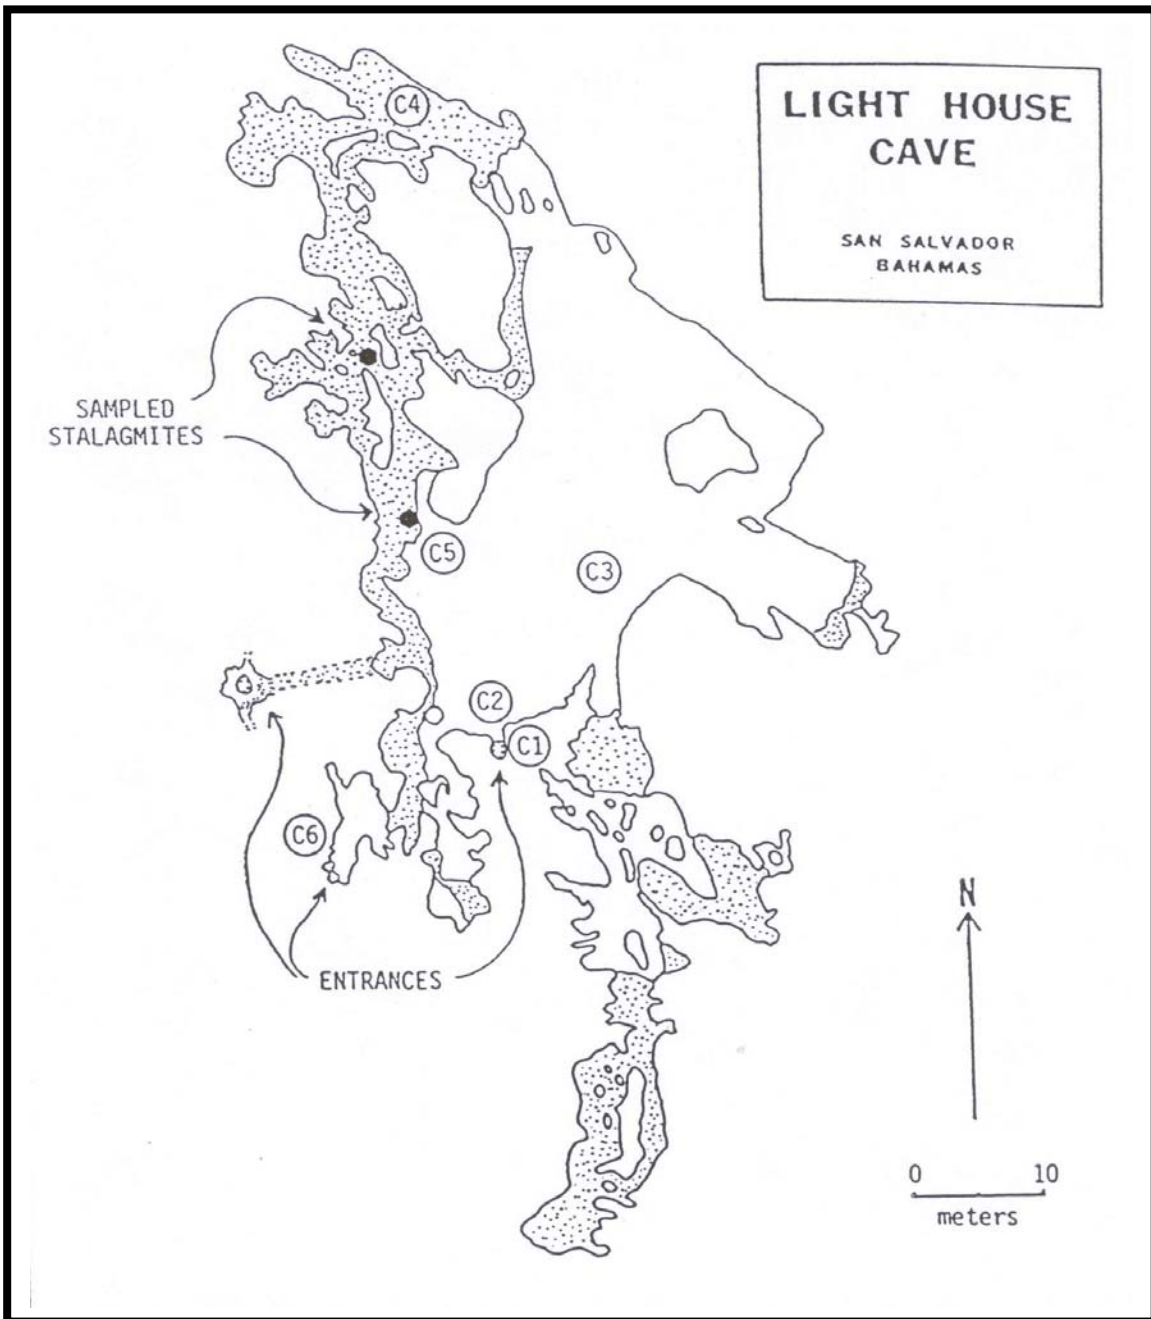 LIGHT HOUSE
CAVE
SAN SALVADOR
BAHAMAS
C4
SAMPLED
STALAGMITES
C5
C3
C2
C1
C6
ENTRANCES
N
0 10
meters